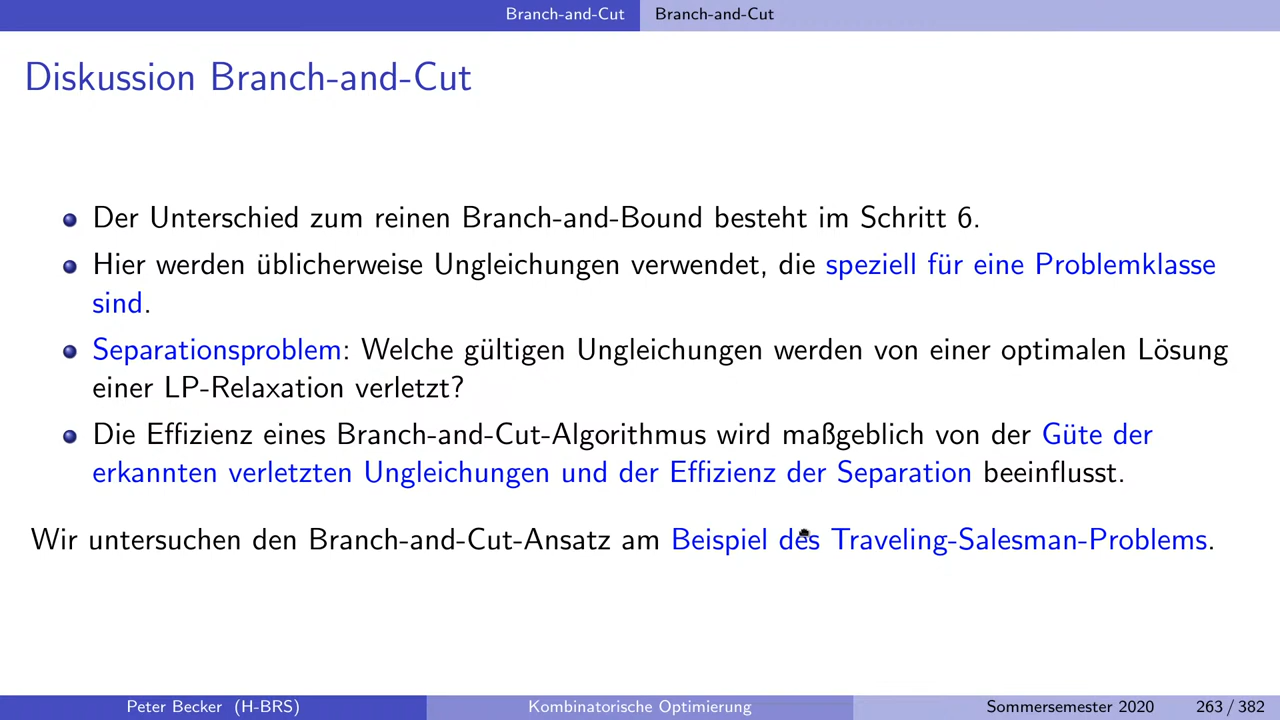 Branch-and-Cut Branch-and-Cut
Diskussion Branch-and-Cut
Der Unterschied zum reinen Branch-and-Bound besteht im Schritt 6.
Hier werden üblicherweise Ungleichungen verwendet, die speziell für eine Problemklasse
sind.
Separationsproblem: Welche gültigen Ungleichungen werden von einer optimalen Lösung
einer LP-Relaxation verletzt?
Die Effizienz eines Branch-and-Cut-Algorithmus wird maßgeblich von der Güte der
erkannten verletzten Ungleichungen und der Effizienz der Separation beeinflusst.
Wir untersuchen den Branch-and-Cut-Ansatz am Beispiel des Traveling-Salesman-Problems.
Peter Becker (H-BRS) Kombinatorische Optimierung Sommersemester 2020 263 / 382